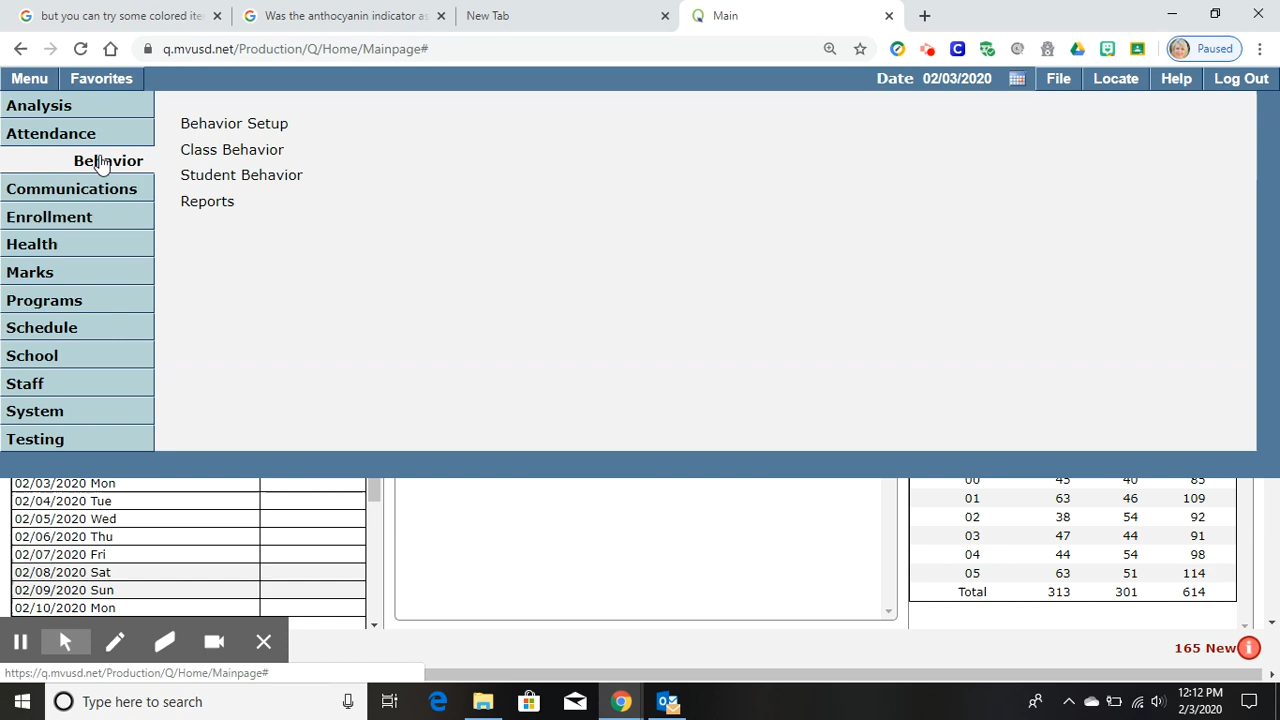 but you can try some colored ite
Was the anthocyanin indicator as
New Tab
Main
q.mvusd.net/Production/Q/Home/Mainpage#
Paused
Menu
Favorites
Date 02/03/2020
File
Locate
Help
Log Out
Analysis
Attendance
Behavior
Communications
Enrollment
Health
Marks
Programs
Schedule
School
Staff
System
Testing
Behavior Setup
Class Behavior
Student Behavior
Reports
02/03/2020 Mon
02/04/2020 Tue
02/05/2020 Wed
02/06/2020 Thu
02/07/2020 Fri
02/08/2020 Sat
02/09/2020 Sun
02/10/2020 Mon
00 45 40 85
01 63 46 109
02 38 54 92
03 47 44 91
04 44 54 98
05 63 51 114
Total 313 301 614
165 New
https://q.mvusd.net/Production/Q/Home/Mainpage#
Type here to search
12:12 PM
2/3/2020